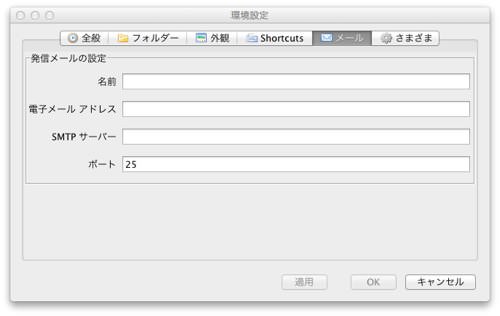 環境設定
全般 フォルダー 外観 Shortcuts メール さまざま
発信メールの設定
名前
電子メール アドレス
SMTP サーバー
ポート 25
適用 OK キャンセル